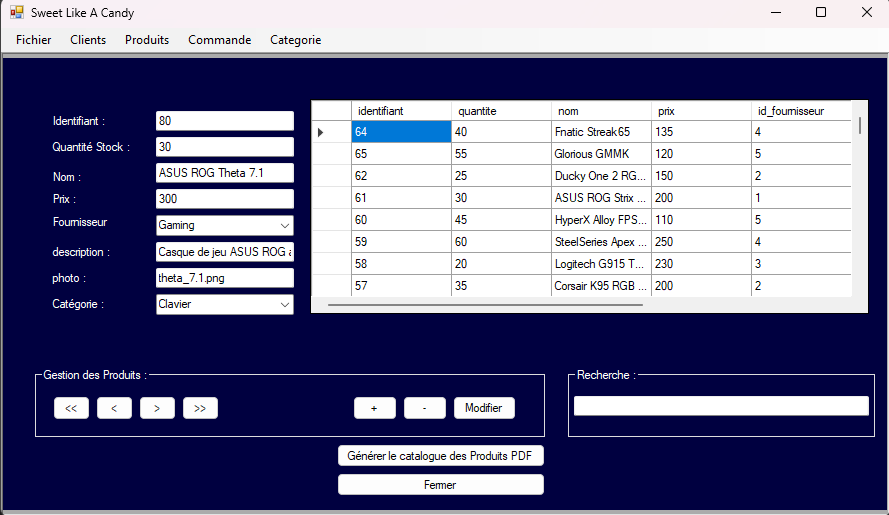 Sweet Like A Candy
Fichier Clients Produits Commande Categorie
Identifiant : 80
Quantité Stock : 30
Nom : ASUS ROG Theta 7.1
Prix : 300
Fournisseur Gaming
description : Casque de jeu ASUS ROG a
photo : theta_7.1.png
Catégorie : Clavier
identifiant quantite nom prix id_fournisseur
64 40 Fnatic Streak65 135 4
65 55 Glorious GMMK 120 5
62 25 Ducky One 2 RG... 150 2
61 30 ASUS ROG Strix ... 200 1
60 45 HyperX Alloy FPS... 110 5
59 60 SteelSeries Apex ... 250 4
58 20 Logitech G915 T... 230 3
57 35 Corsair K95 RGB ... 200 2
Gestion des Produits :
<< < > >> + - Modifier
Recherche :
Générer le catalogue des Produits PDF
Fermer